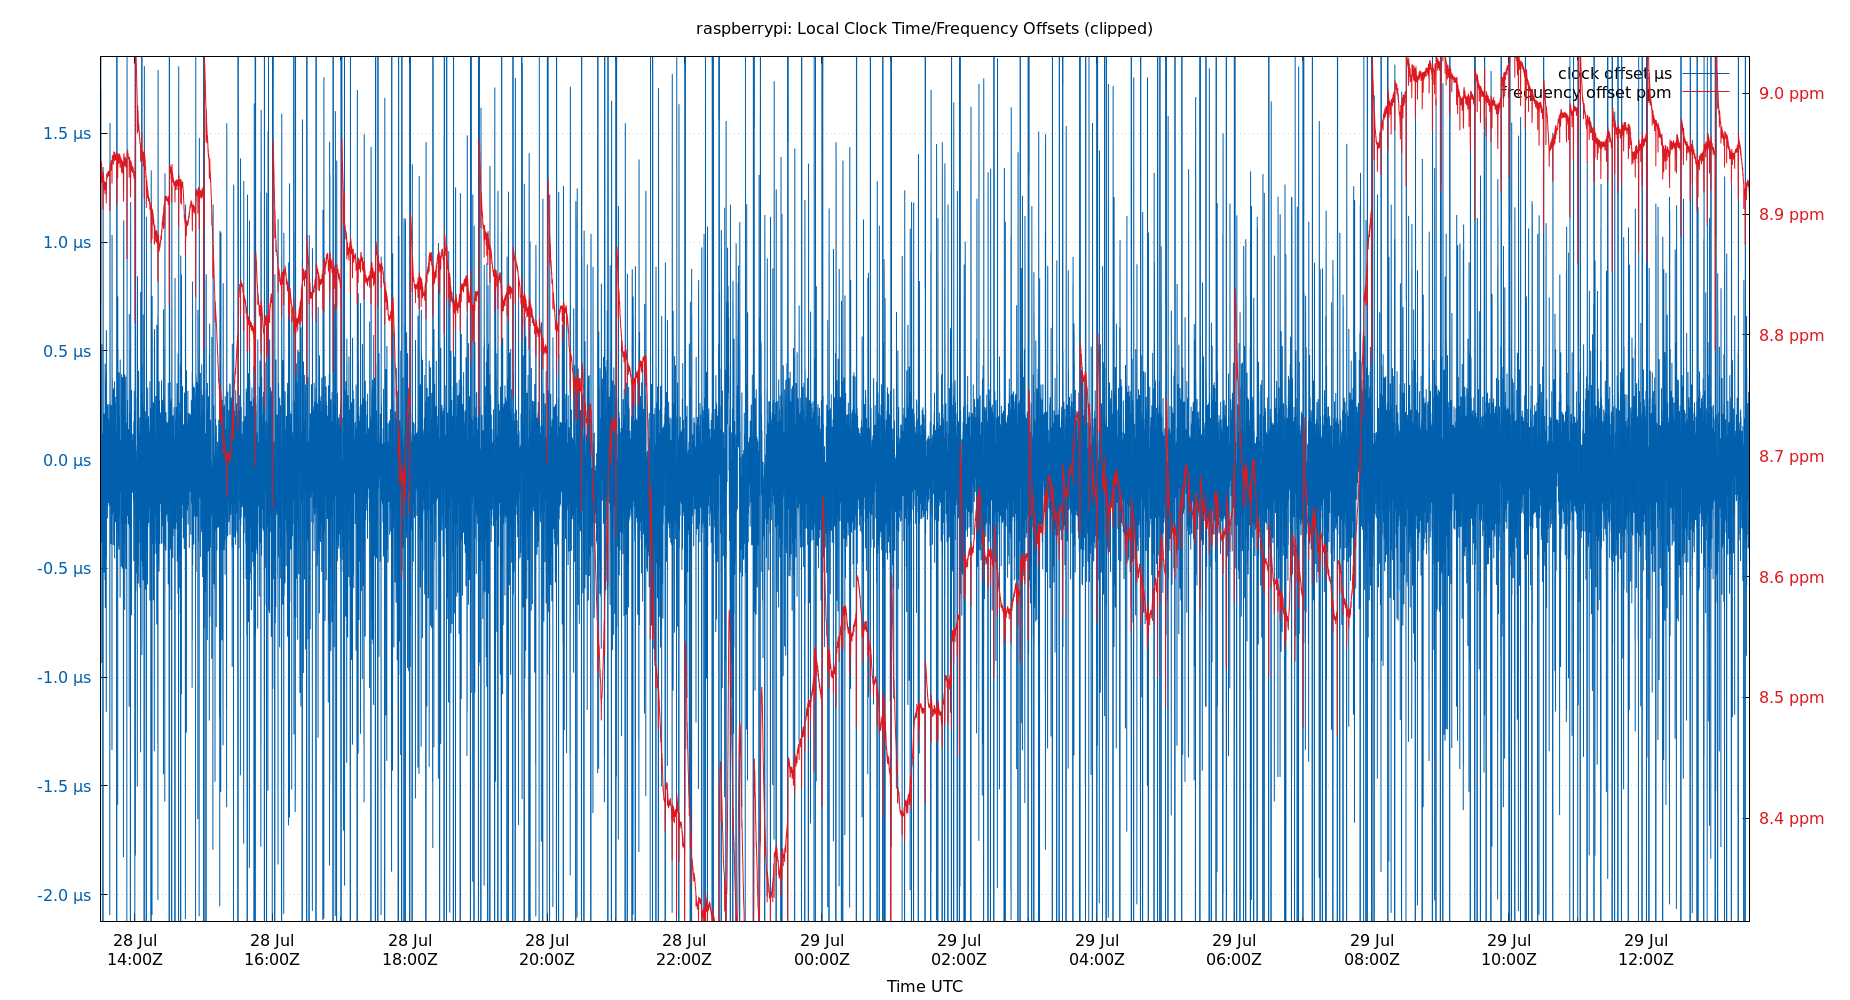 raspberrypi: Local Clock Time/Frequency Offsets (clipped)
clock offset µs
frequency offset ppm
1.5 µs
1.0 µs
0.5 µs
0.0 µs
-0.5 µs
-1.0 µs
-1.5 µs
-2.0 µs
9.0 ppm
8.9 ppm
8.8 ppm
8.7 ppm
8.6 ppm
8.5 ppm
8.4 ppm
28 Jul 28 Jul 28 Jul 28 Jul 28 Jul 29 Jul 29 Jul 29 Jul 29 Jul 29 Jul 29 Jul 29 Jul
14:00Z 16:00Z 18:00Z 20:00Z 22:00Z 00:00Z 02:00Z 04:00Z 06:00Z 08:00Z 10:00Z 12:00Z
Time UTC